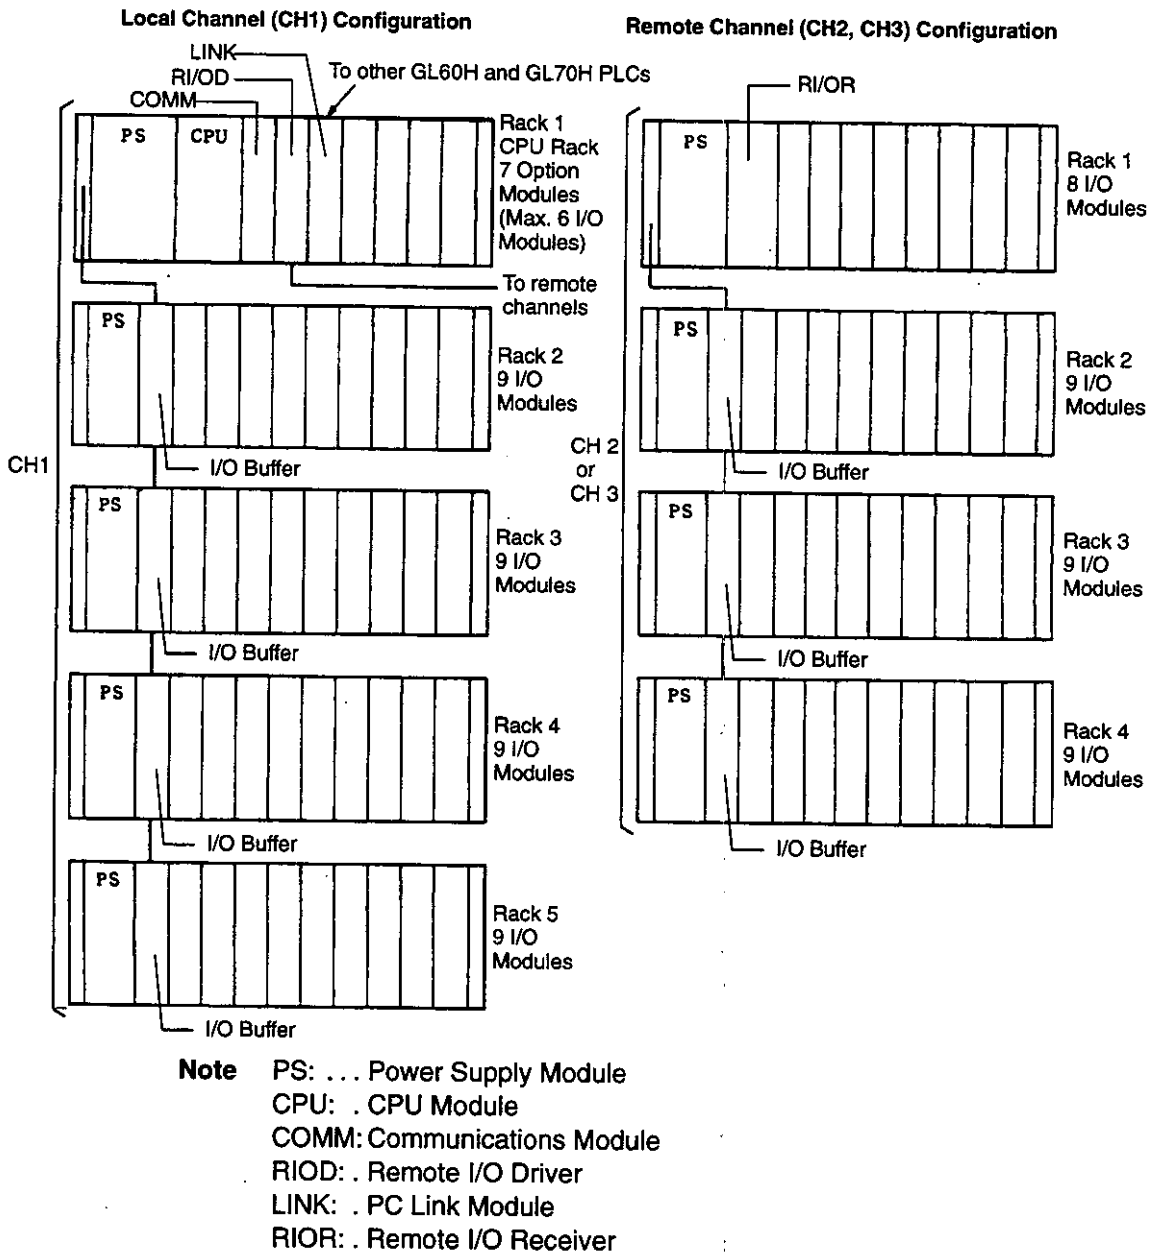 Local Channel (CH1) Configuration
Remote Channel (CH2, CH3) Configuration
LINK
RI/OD
COMM
To other GL60H and GL70H PLCs
RI/OR
PS
CPU
Rack 1
CPU Rack
7 Option
Modules
(Max. 6 I/O
Modules)
PS
Rack 1
8 I/O
Modules
To remote
channels
PS
Rack 2
9 I/O
Modules
PS
Rack 2
9 I/O
Modules
I/O Buffer
I/O Buffer
CH1
CH 2
or
CH 3
PS
Rack 3
9 I/O
Modules
PS
Rack 3
9 I/O
Modules
I/O Buffer
I/O Buffer
PS
Rack 4
9 I/O
Modules
PS
Rack 4
9 I/O
Modules
I/O Buffer
I/O Buffer
PS
Rack 5
9 I/O
Modules
I/O Buffer
Note PS: ... Power Supply Module
CPU: . CPU Module
COMM: Communications Module
RIOD: . Remote I/O Driver
LINK: . PC Link Module
RIOR: . Remote I/O Receiver